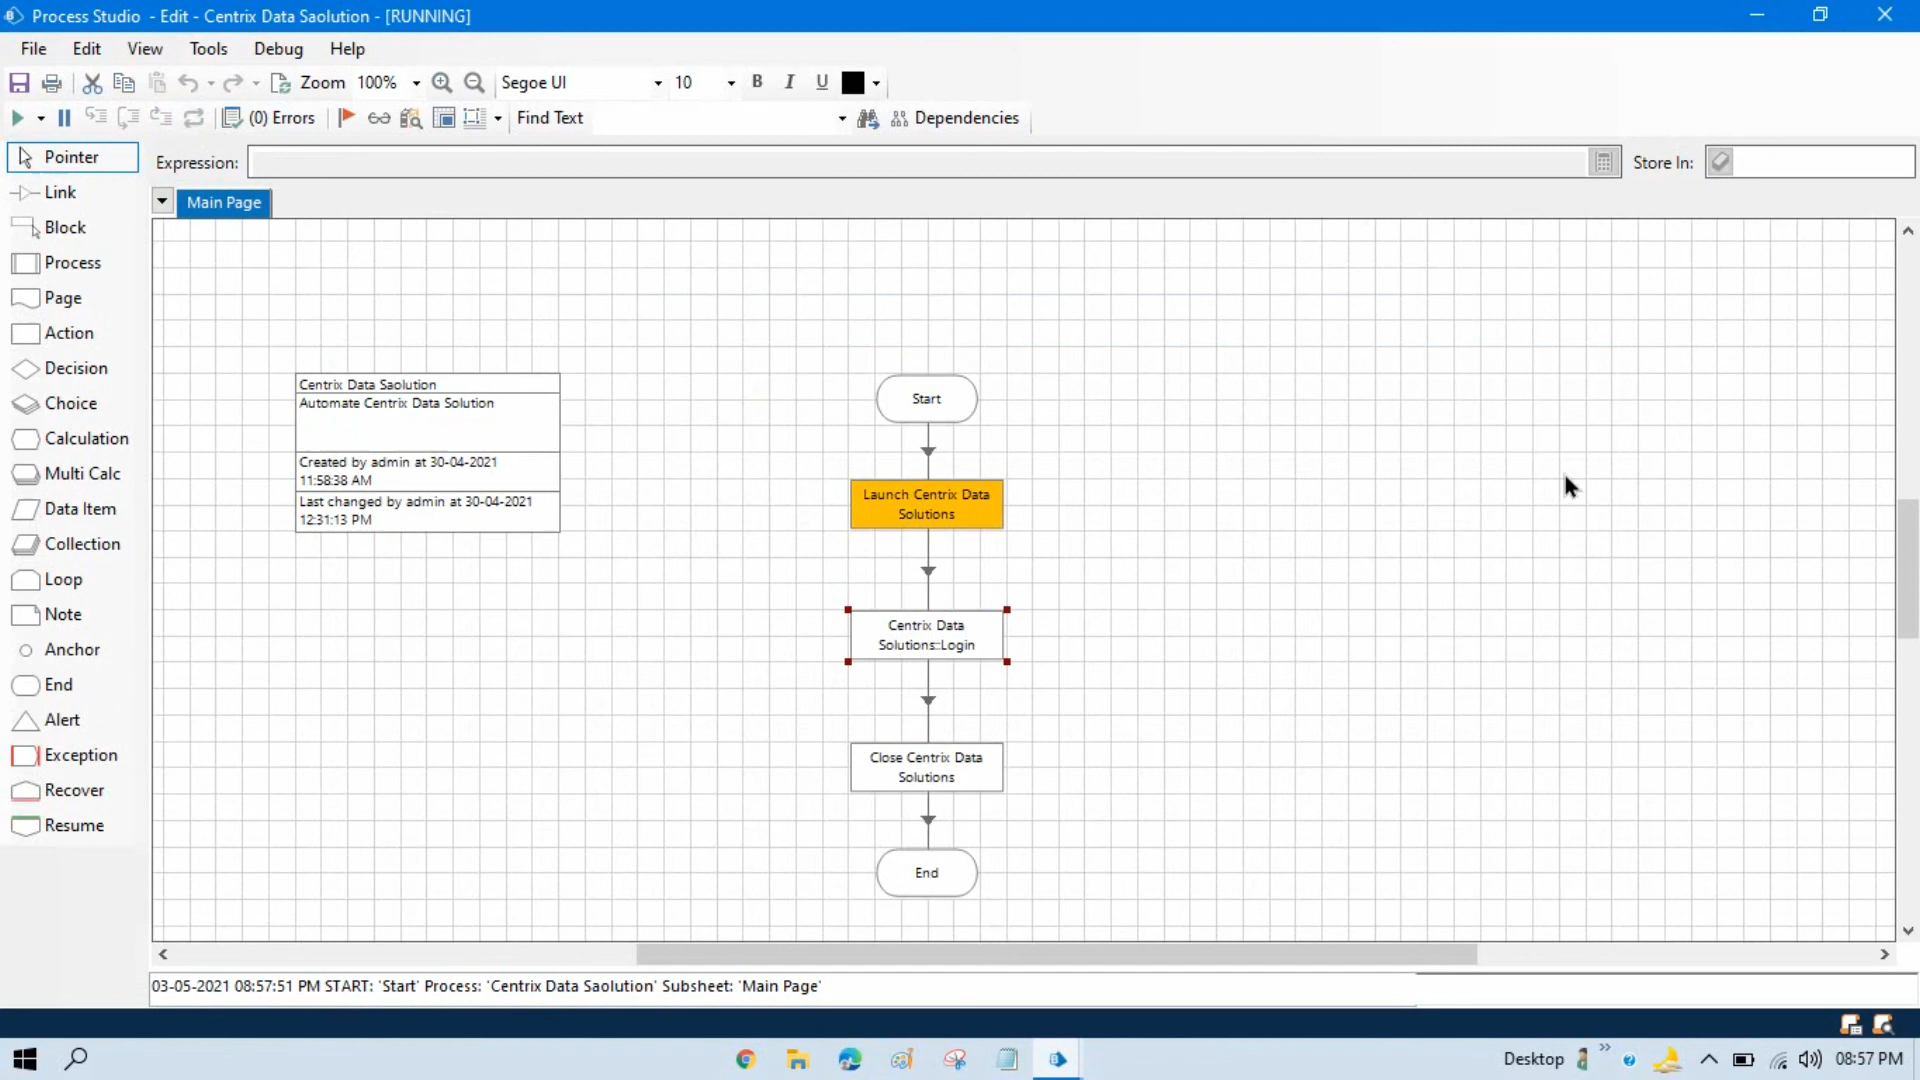 Process Studio - Edit - Centrix Data Saolution - [RUNNING]
File Edit View Tools Debug Help
Zoom 100% Segoe UI 10 B I U
(0) Errors Find Text Dependencies
Pointer
Expression: Store In:
Link
Main Page
Block
Process
Page
Action
Decision
Choice
Calculation
Multi Calc
Data Item
Collection
Loop
Note
Anchor
End
Alert
Exception
Recover
Resume
Centrix Data Saolution
Automate Centrix Data Solution
Created by admin at 30-04-2021
11:58:38 AM
Last changed by admin at 30-04-2021
12:31:13 PM
Start
Launch Centrix Data
Solutions
Centrix Data
Solutions::Login
Close Centrix Data
Solutions
End
03-05-2021 08:57:51 PM START: 'Start' Process: 'Centrix Data Saolution' Subsheet: 'Main Page'
Desktop 08:57 PM